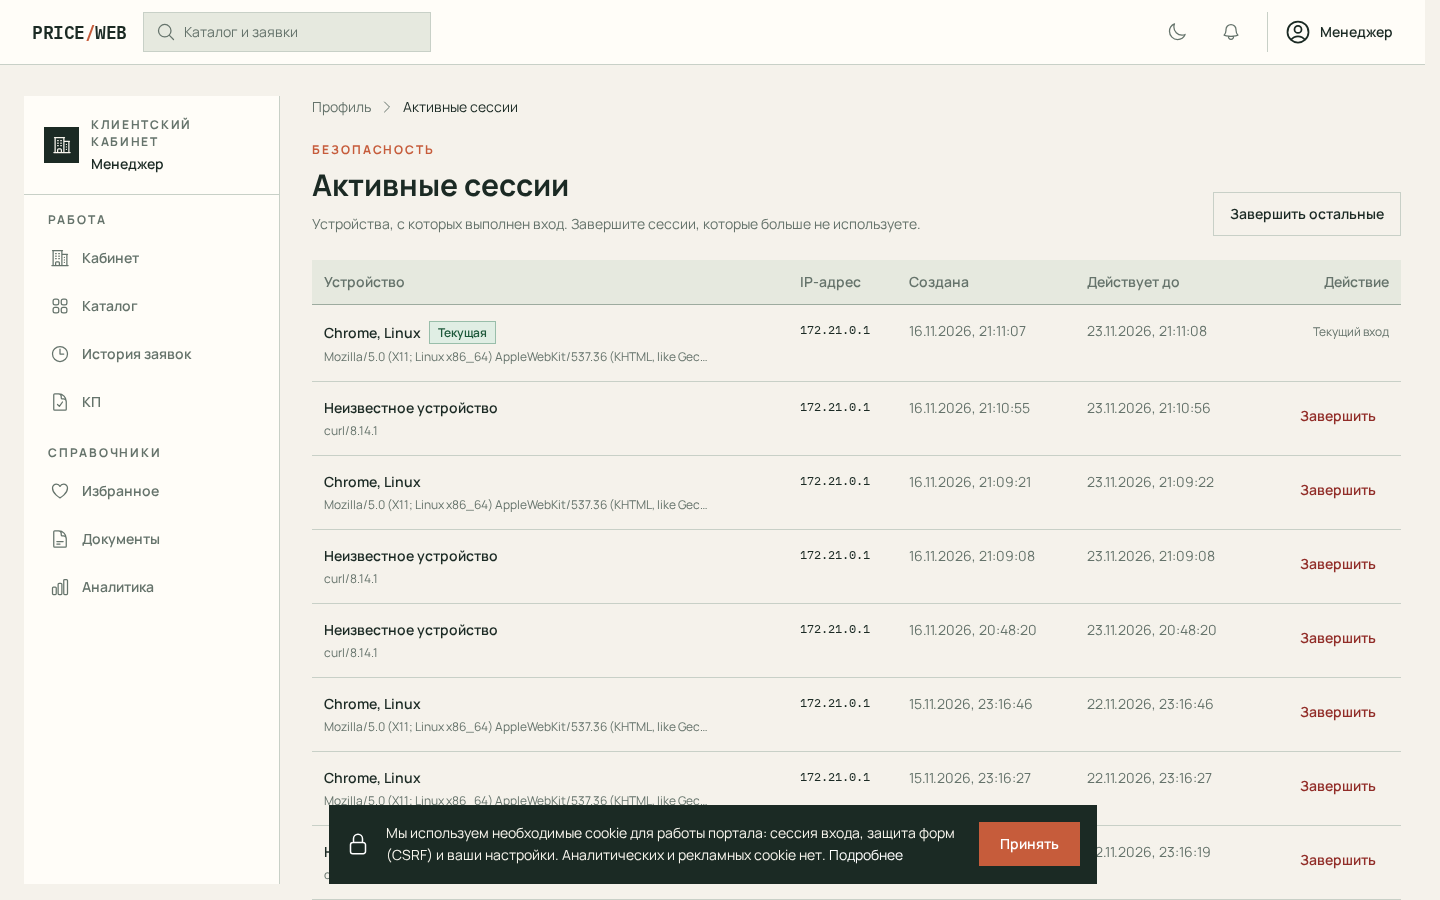 PRICE/WEB
Каталог и заявки
Менеджер
КЛИЕНТСКИЙ
КАБИНЕТ
Менеджер
РАБОТА
Кабинет
Каталог
История заявок
КП
СПРАВОЧНИКИ
Избранное
Документы
Аналитика
Профиль
Активные сессии
БЕЗОПАСНОСТЬ
Активные сессии
Устройства, с которых выполнен вход. Завершите сессии, которые больше не используете.
Завершить остальные
Устройство IP-адрес Создана Действует до Действие
Chrome, Linux Текущая 172.21.0.1 16.11.2026, 21:11:07 23.11.2026, 21:11:08 Текущий вход
Mozilla/5.0 (X11; Linux x86_64) AppleWebKit/537.36 (KHTML, like Gec…
Неизвестное устройство 172.21.0.1 16.11.2026, 21:10:55 23.11.2026, 21:10:56 Завершить
curl/8.14.1
Chrome, Linux 172.21.0.1 16.11.2026, 21:09:21 23.11.2026, 21:09:22 Завершить
Mozilla/5.0 (X11; Linux x86_64) AppleWebKit/537.36 (KHTML, like Gec…
Неизвестное устройство 172.21.0.1 16.11.2026, 21:09:08 23.11.2026, 21:09:08 Завершить
curl/8.14.1
Неизвестное устройство 172.21.0.1 16.11.2026, 20:48:20 23.11.2026, 20:48:20 Завершить
curl/8.14.1
Chrome, Linux 172.21.0.1 15.11.2026, 23:16:46 22.11.2026, 23:16:46 Завершить
Mozilla/5.0 (X11; Linux x86_64) AppleWebKit/537.36 (KHTML, like Gec…
Chrome, Linux 172.21.0.1 15.11.2026, 23:16:27 22.11.2026, 23:16:27 Завершить
Mozilla/5.0 (X11; Linux x86_64) AppleWebKit/537.36 (KHTML, like Gec…
2.11.2026, 23:16:19 Завершить
Мы используем необходимые cookie для работы портала: сессия входа, защита форм
(CSRF) и ваши настройки. Аналитических и рекламных cookie нет. Подробнее
Принять